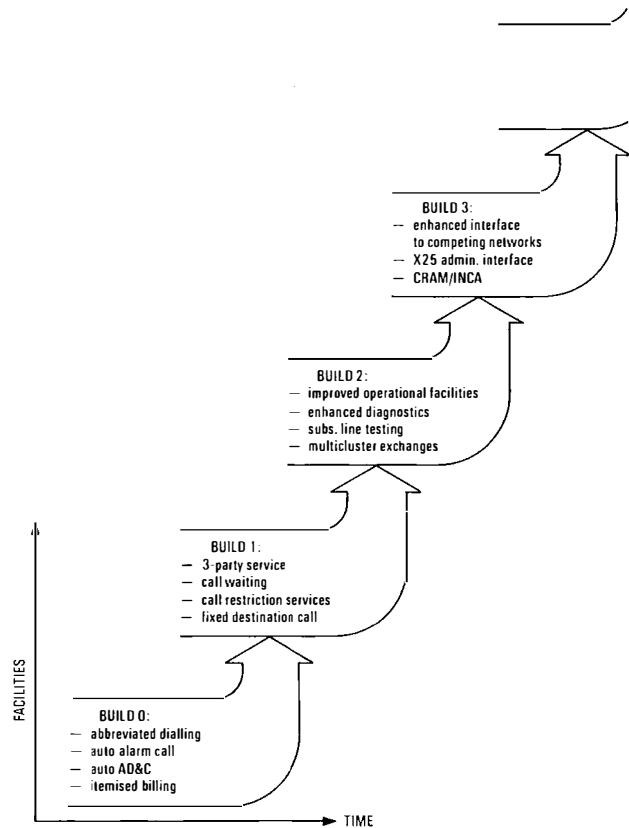 BUILD 3:
— enhanced interface
to competing networks
— X25 admin. interface
— CRAM/INCA
BUILD 2:
— improved operational facilities
— enhanced diagnostics
— subs. line testing
— multicluster exchanges
BUILD 1:
— 3-party service
— call waiting
— call restriction services
— fixed destination call
BUILD 0:
— abbreviated dialling
— auto alarm call
— auto AD&C
— itemised billing
FACILITIES
TIME